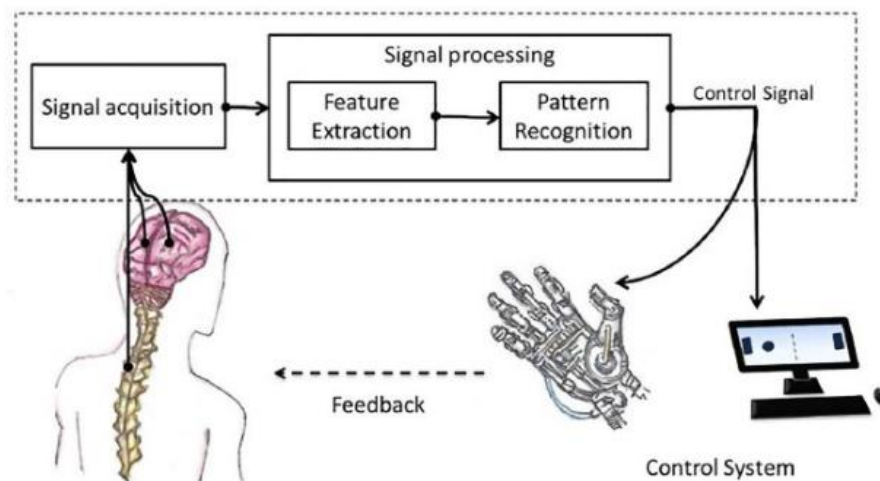 Signal processing
Signal acquisition
Feature
Extraction
Pattern
Recognition
Control Signal
Feedback
Control System